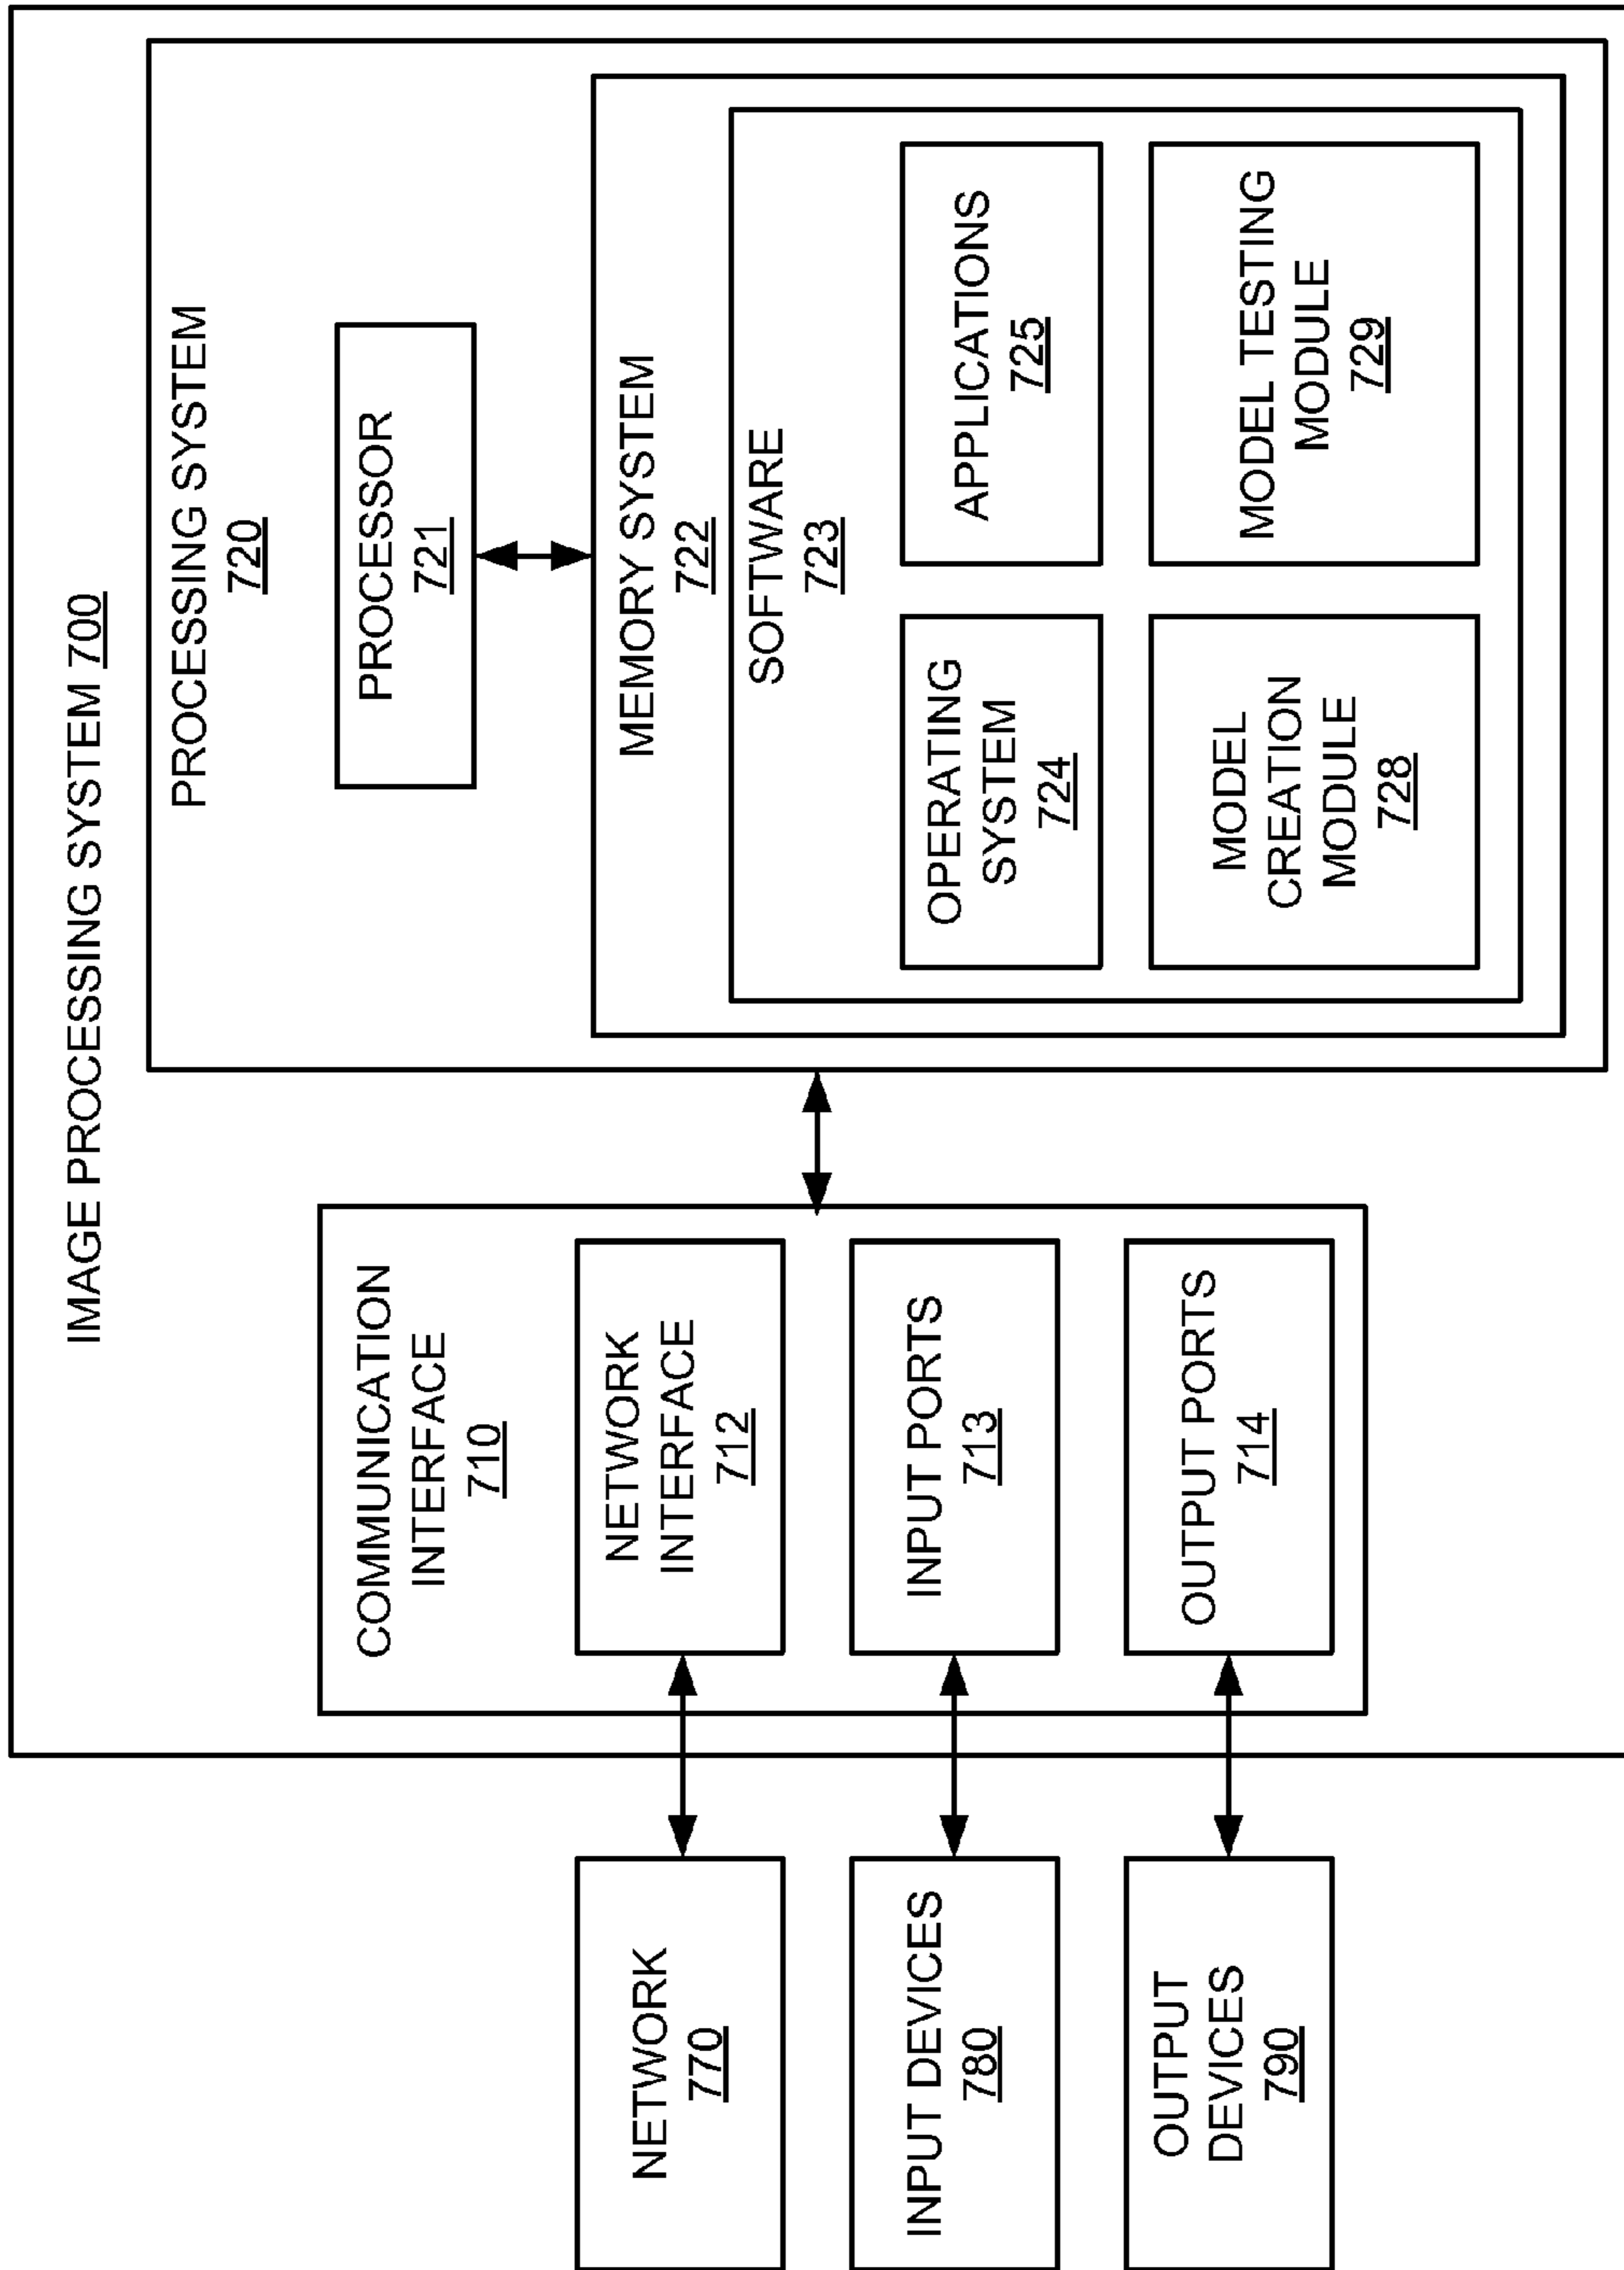 IMAGE PROCESSING SYSTEM 700
NETWORK
770
INPUT DEVICES
780
OUTPUT
DEVICES
790
COMMUNICATION
INTERFACE
710
NETWORK
INTERFACE
712
INPUT PORTS
713
OUTPUT PORTS
714
PROCESSING SYSTEM
720
PROCESSOR
721
MEMORY SYSTEM
722
SOFTWARE
723
OPERATING
SYSTEM
724
APPLICATIONS
725
MODEL
CREATION
MODULE
728
MODEL TESTING
MODULE
729